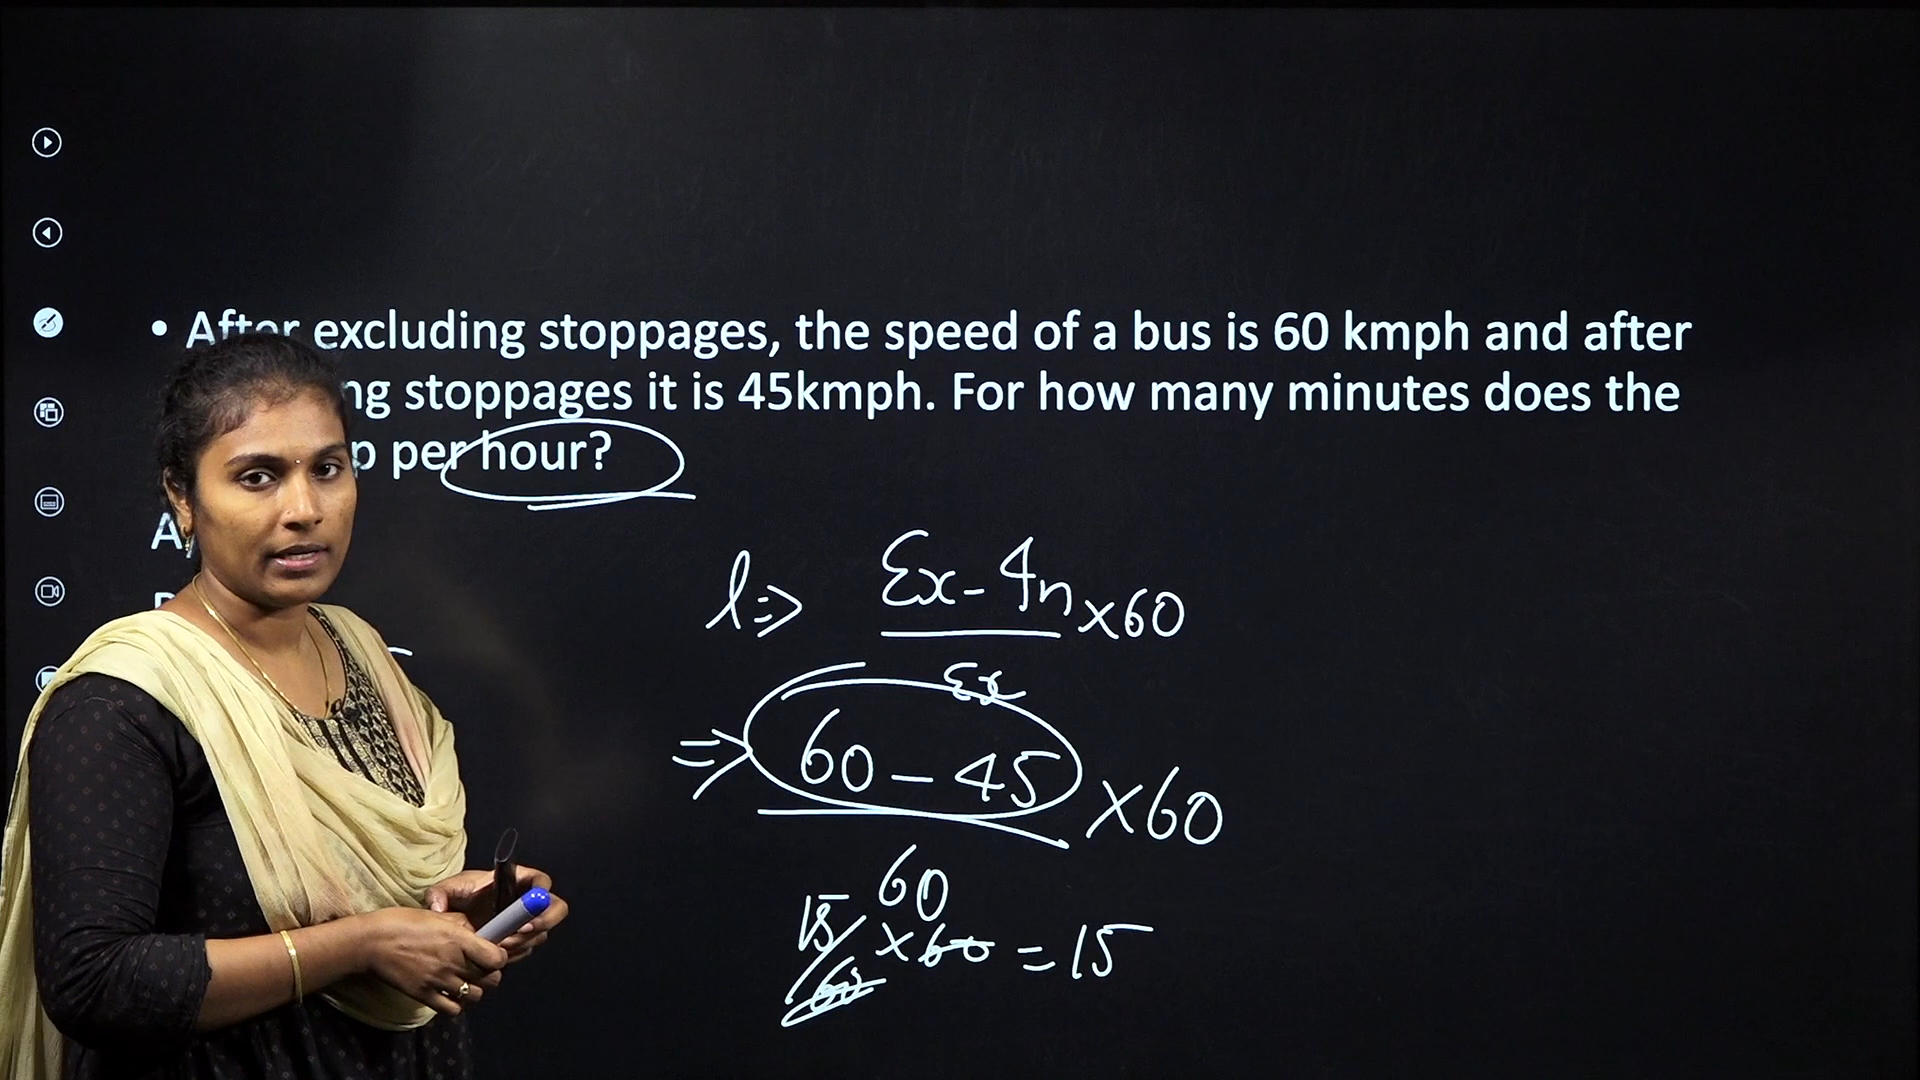 • After excluding stoppages, the speed of a bus is 60 kmph and after
ng stoppages it is 45kmph. For how many minutes does the
p per hour?
A
l => Ex - In x60
Ex
=> 60 - 45 x60
60
15/60 x 60 = 15